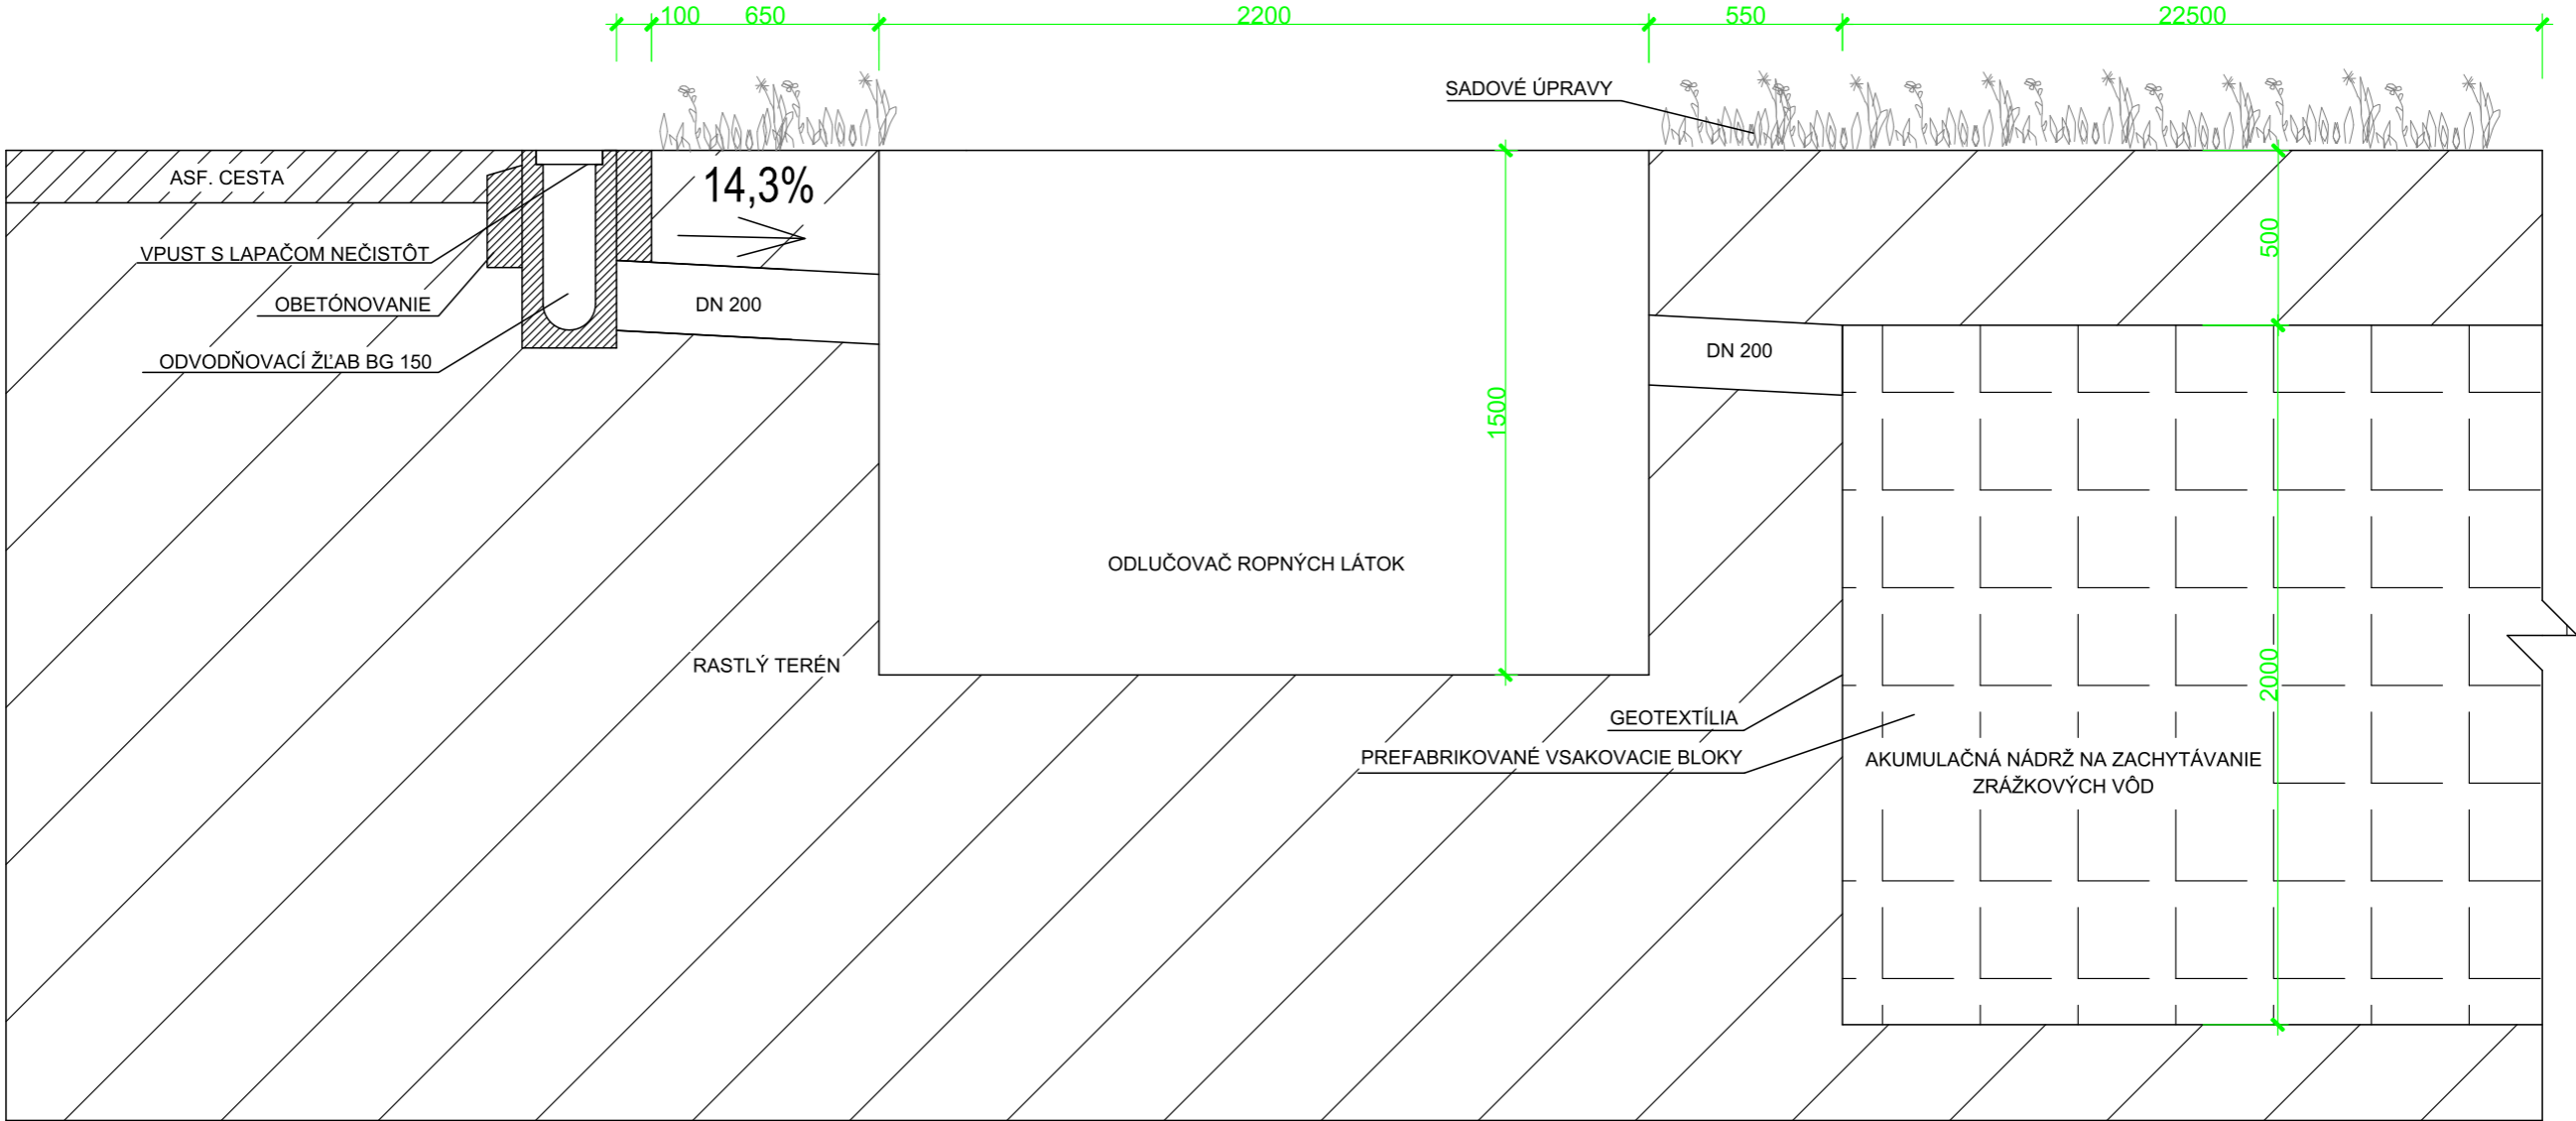 100
650
2200
550
22500
SADOVÉ ÚPRAVY
ASF. CESTA
14,3%
VPUST S LAPAČOM NEČISTÔT
OBETÓNOVANIE
DN 200
ODVODŇOVACÍ ŽĽAB BG 150
500
DN 200
1500
ODLUČOVAČ ROPNÝCH LÁTOK
RASTLÝ TERÉN
2000
GEOTEXTÍLIA
PREFABRIKOVANÉ VSAKOVACIE BLOKY
AKUMULAČNÁ NÁDRŽ NA ZACHYTÁVANIE
ZRÁŽKOVÝCH VÔD